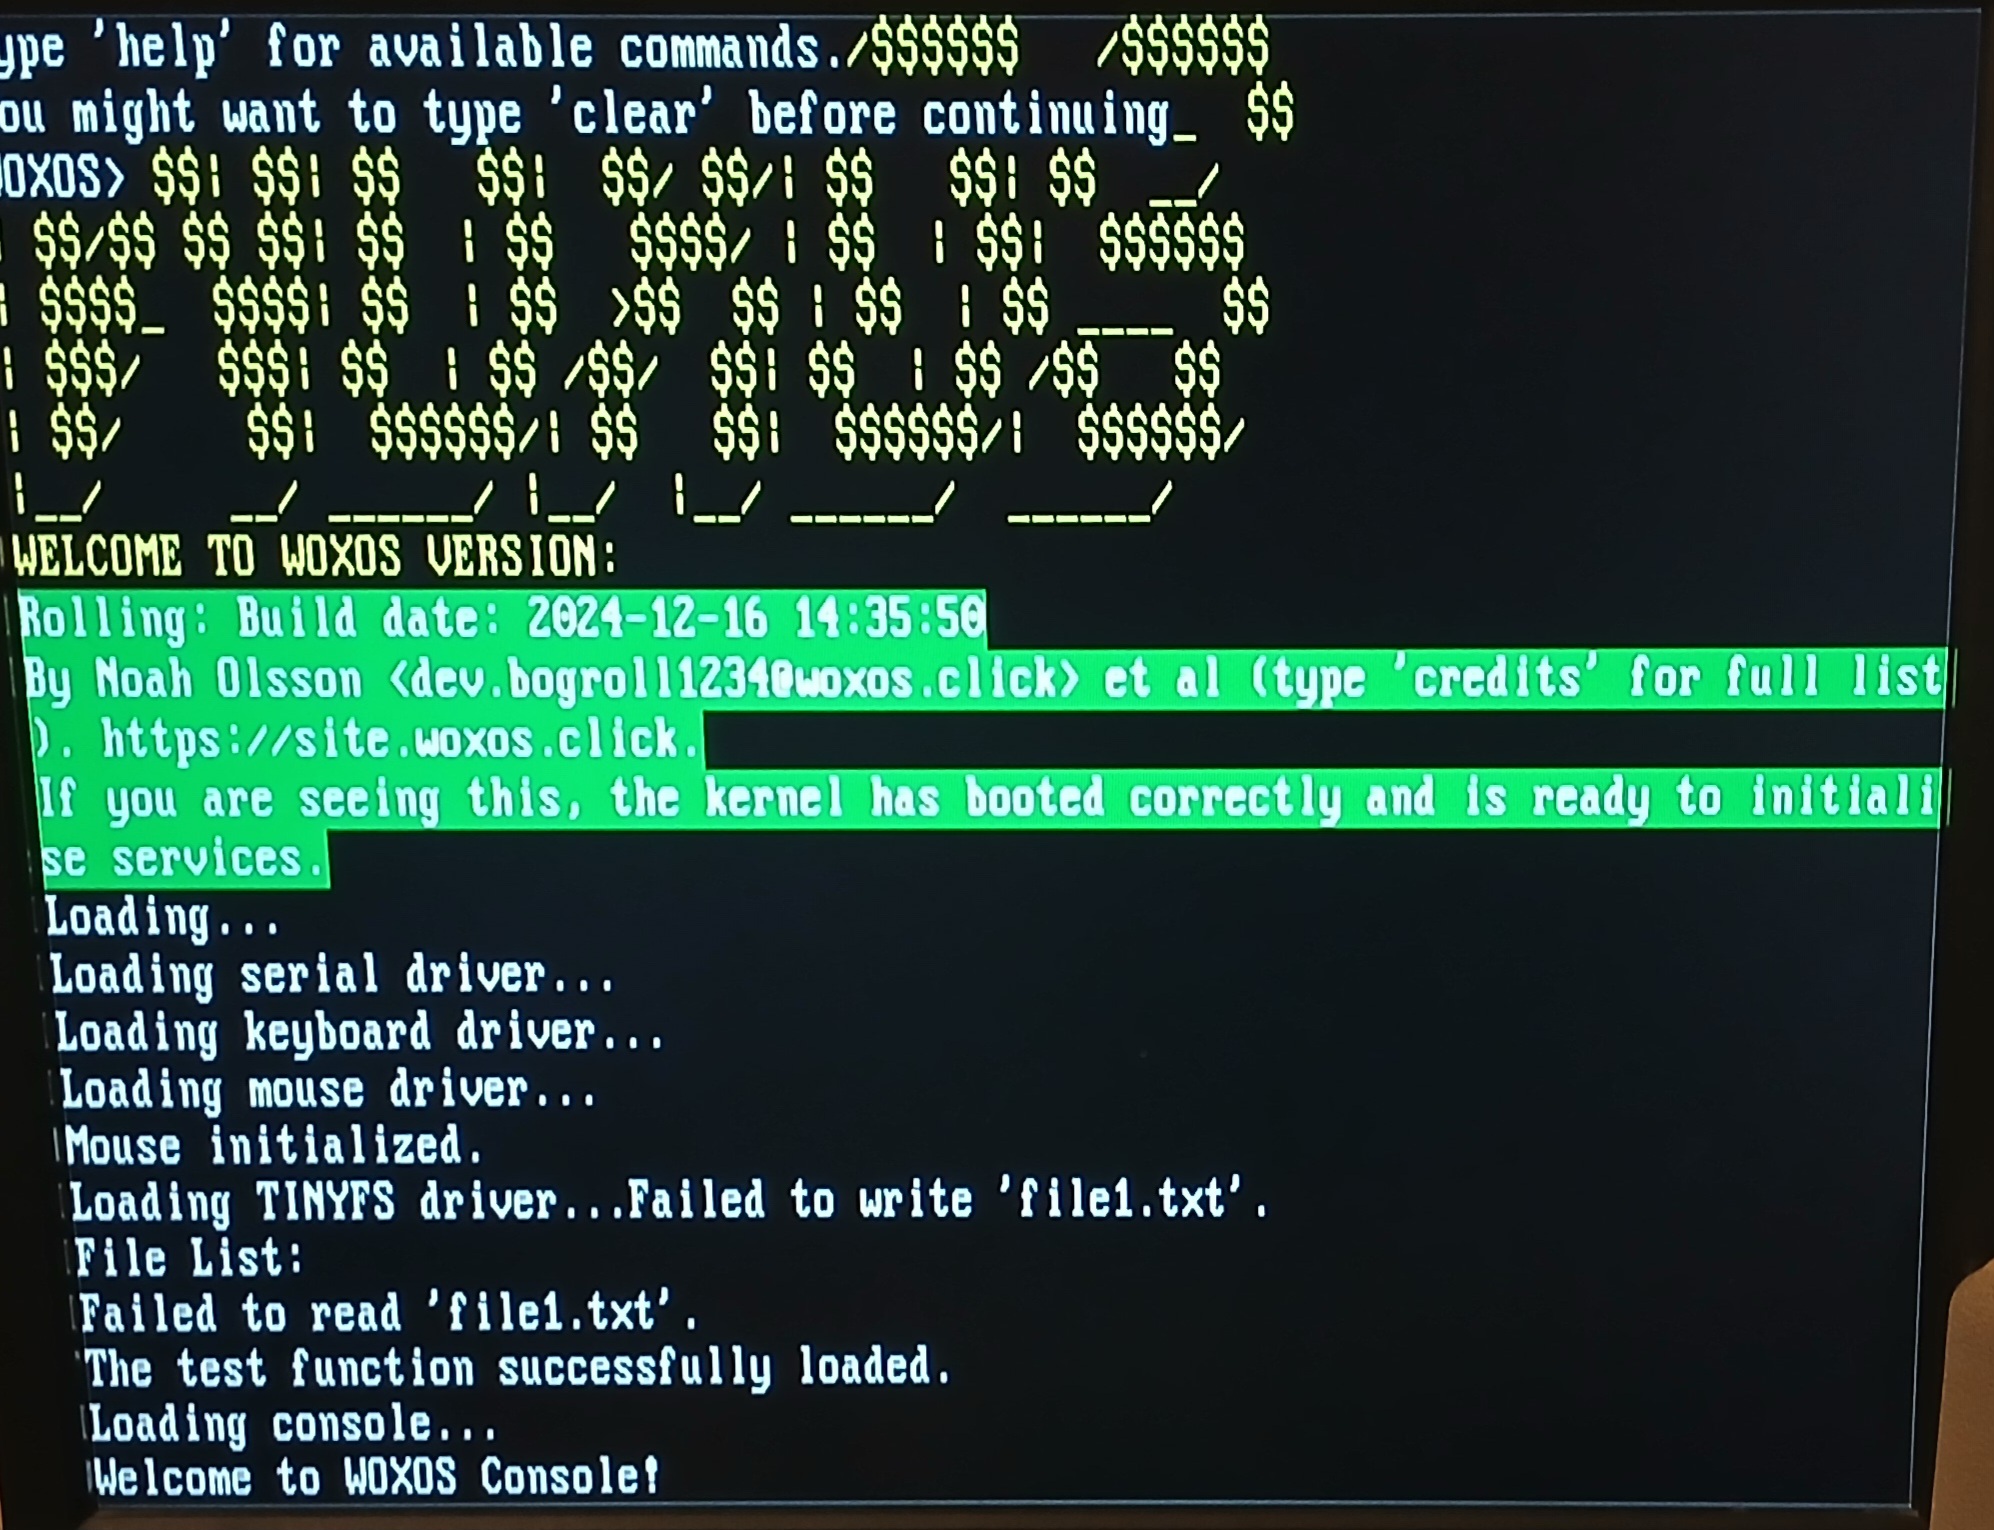 ype 'help' for available commands./$$$$$$   /$$$$$$
ou might want to type 'clear' before continuing_  $$
WOXOS> $$| $$| $$   $$|  $$/ $$/| $$   $$| $$  __/
| $$/$$ $$ $$| $$  | $$   $$$$/ | $$  | $$|  $$$$$$
| $$$$_  $$$$| $$  | $$  >$$  $$ | $$  | $$ ____  $$
| $$$/   $$$| $$  | $$ /$$/  $$| $$  | $$ /$$   $$
| $$/     $$|  $$$$$$/| $$   $$|  $$$$$$/|  $$$$$$/
|__/     __/ ______/ |__/  |__/ ______/  ______/
WELCOME TO WOXOS VERSION:
Rolling: Build date: 2024-12-16 14:35:50
By Noah Olsson <dev.bogroll1234@woxos.click> et al (type 'credits' for full list
). https://site.woxos.click.
If you are seeing this, the kernel has booted correctly and is ready to initiali
se services.
Loading...
Loading serial driver...
Loading keyboard driver...
Loading mouse driver...
Mouse initialized.
Loading TINYFS driver...Failed to write 'file1.txt'.
File List:
Failed to read 'file1.txt'.
The test function successfully loaded.
Loading console...
Welcome to WOXOS Console!